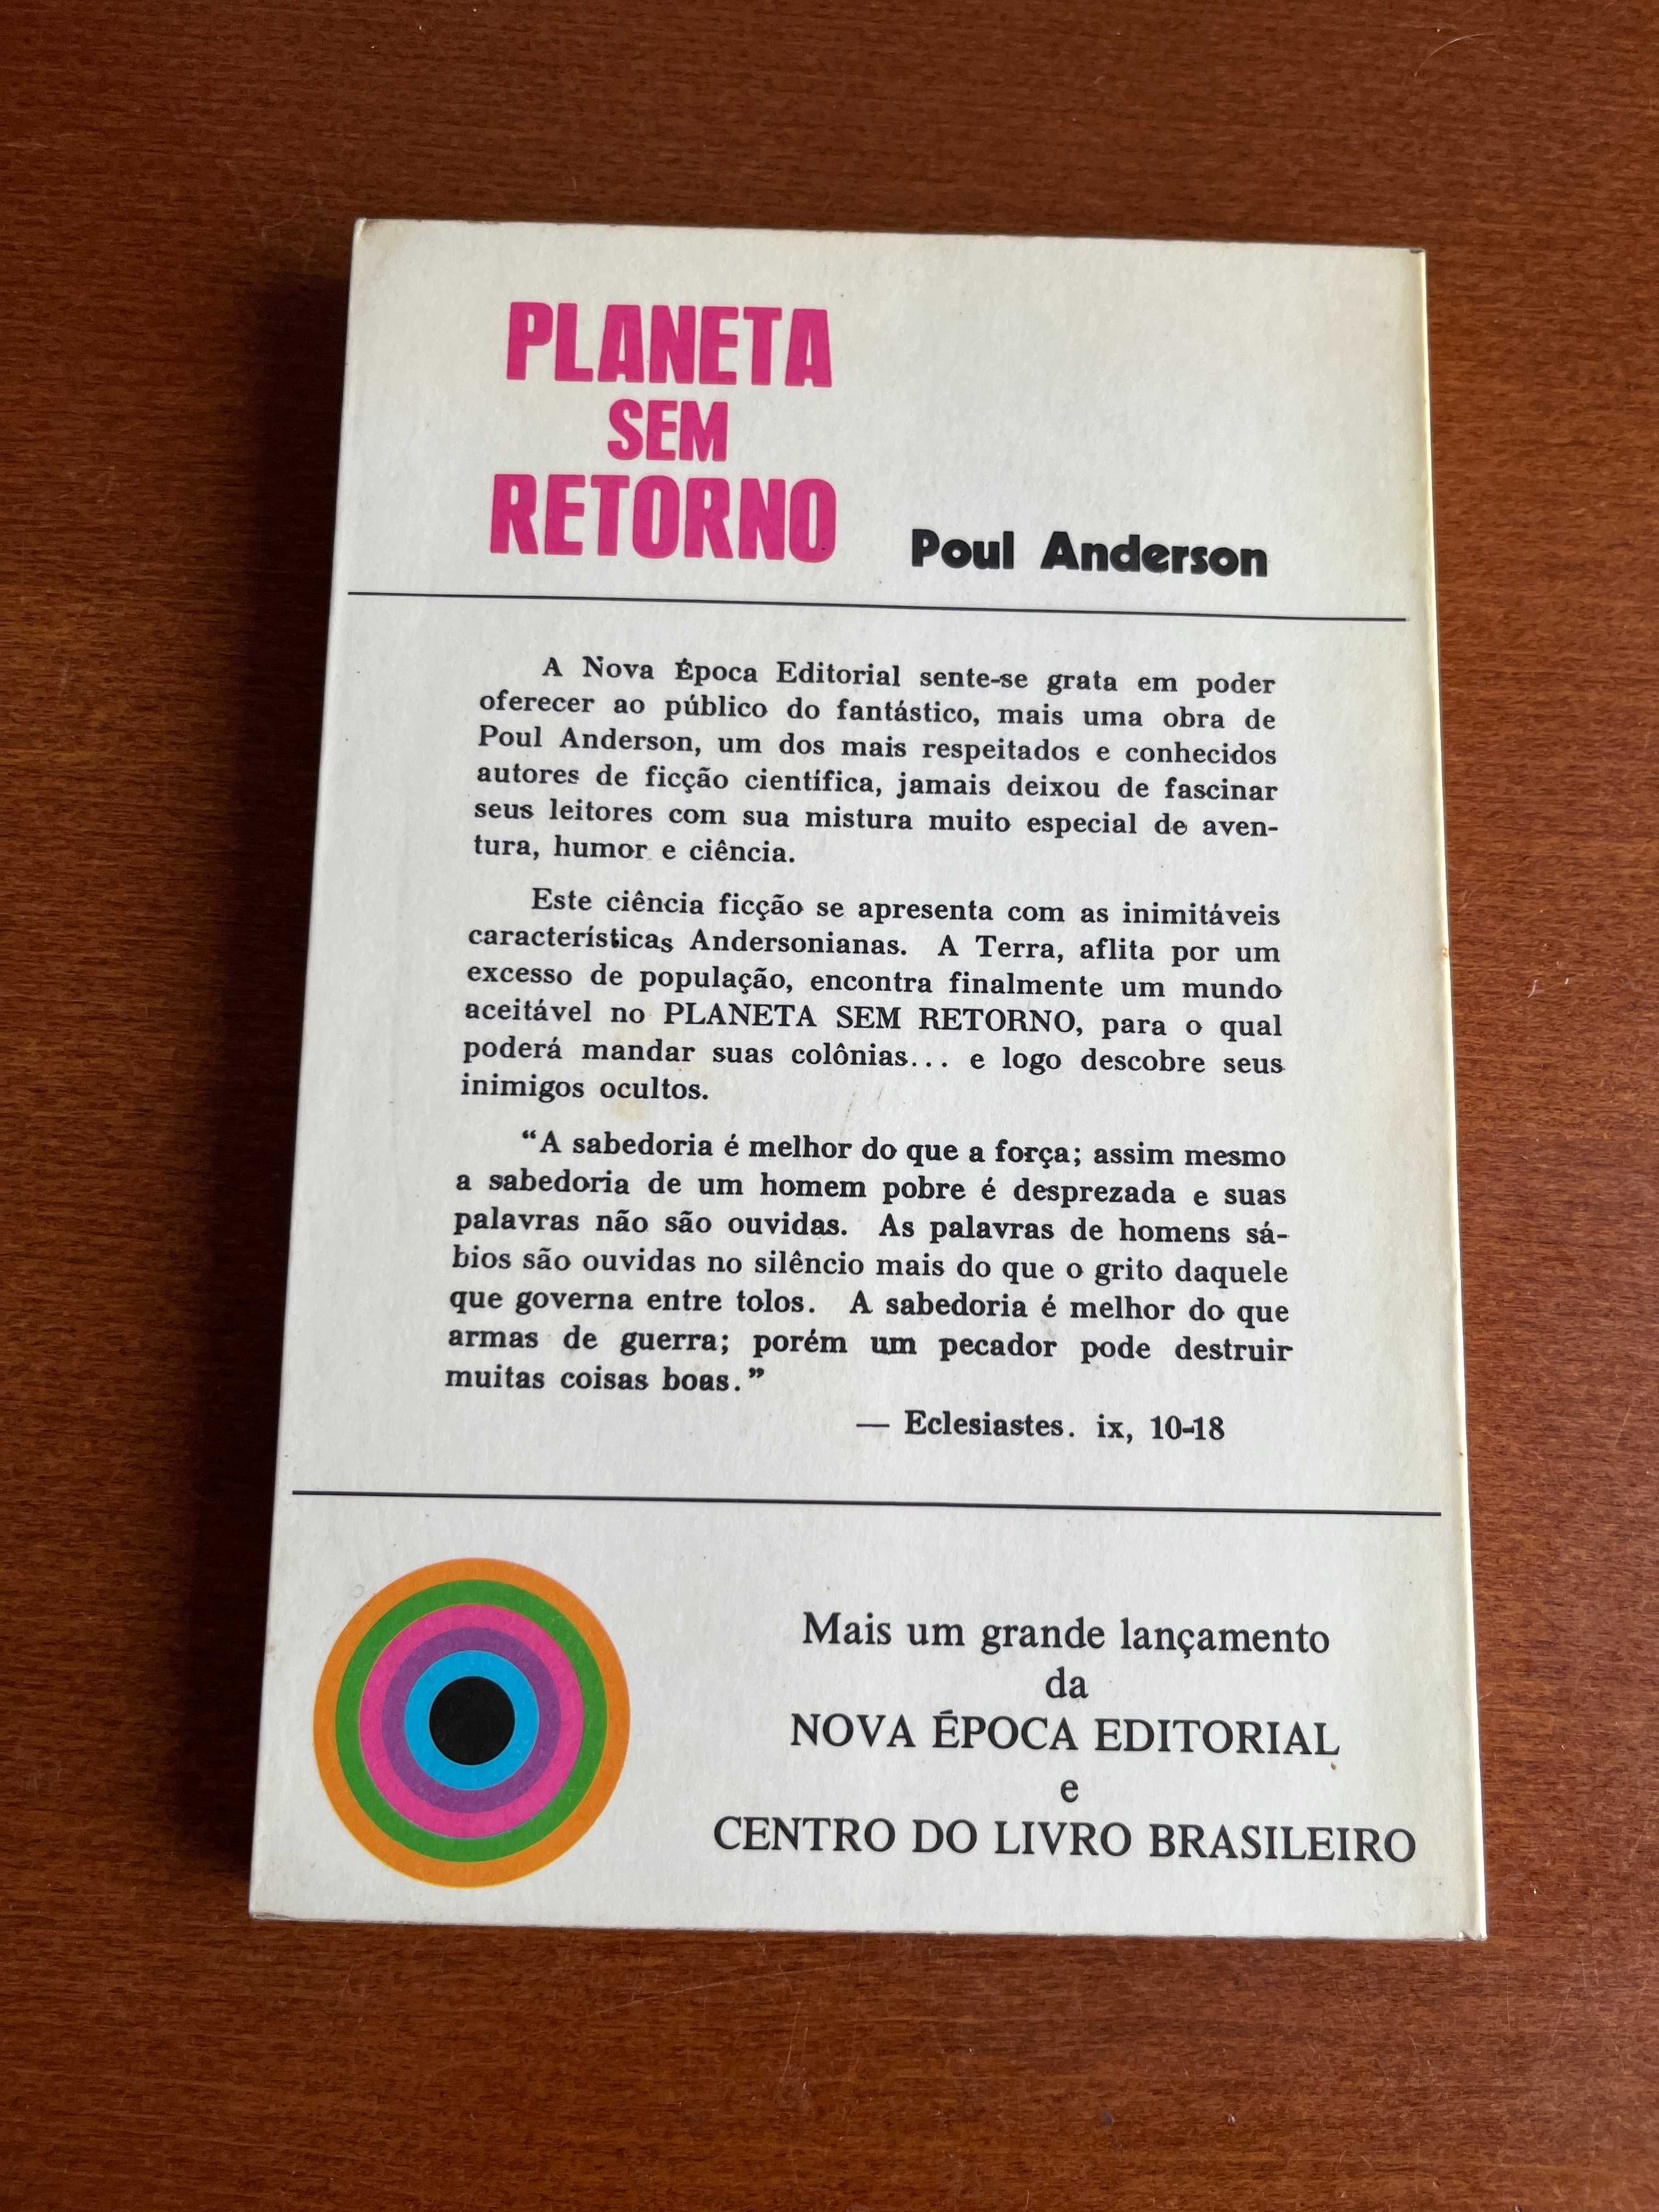 PLANETA
SEM
RETORNO
Poul Anderson
A Nova Época Editorial sente-se grata em poder
oferecer ao público do fantástico, mais uma obra de
Poul Anderson, um dos mais respeitados e conhecidos
autores de ficção científica, jamais deixou de fascinar
seus leitores com sua mistura muito especial de aven-
tura, humor e ciência.
Este ciência ficção se apresenta com as inimitáveis
características Andersonianas. A Terra, aflita por um
excesso de população, encontra finalmente um mundo
aceitável no PLANETA SEM RETORNO, para o qual
poderá mandar suas colônias... e logo descobre seus
inimigos ocultos.
"A sabedoria é melhor do que a força; assim mesmo
a sabedoria de um homem pobre é desprezada e suas
palavras não são ouvidas. As palavras de homens sá-
bios são ouvidas no silêncio mais do que o grito daquele
que governa entre tolos. A sabedoria é melhor do que
armas de guerra; porém um pecador pode destruir
muitas coisas boas."
— Eclesiastes. ix, 10-18
Mais um grande lançamento
da
NOVA ÉPOCA EDITORIAL
e
CENTRO DO LIVRO BRASILEIRO